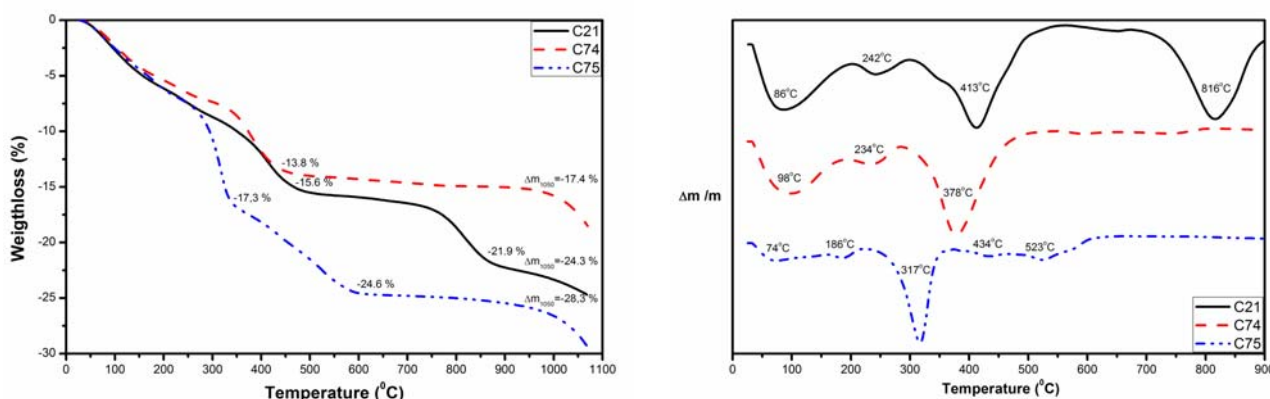 0
-5
-10
-15
-20
-25
-30
Weigthloss (%)
C21
C74
C75
-13.8 %
-15.6 %
-17,3 %
-21.9 %
-24.6 %
Δm1050=-17.4 %
Δm1050=-24.3 %
Δm1050=-28,3 %
0 100 200 300 400 500 600 700 800 900 1000 1100
Temperature (⁰C)
Δm /m
86°C
242°C
413°C
816°C
98°C
234°C
378°C
74°C
186°C
317°C
434°C
523°C
C21
C74
C75
0 100 200 300 400 500 600 700 800 900
Temperature (⁰C)